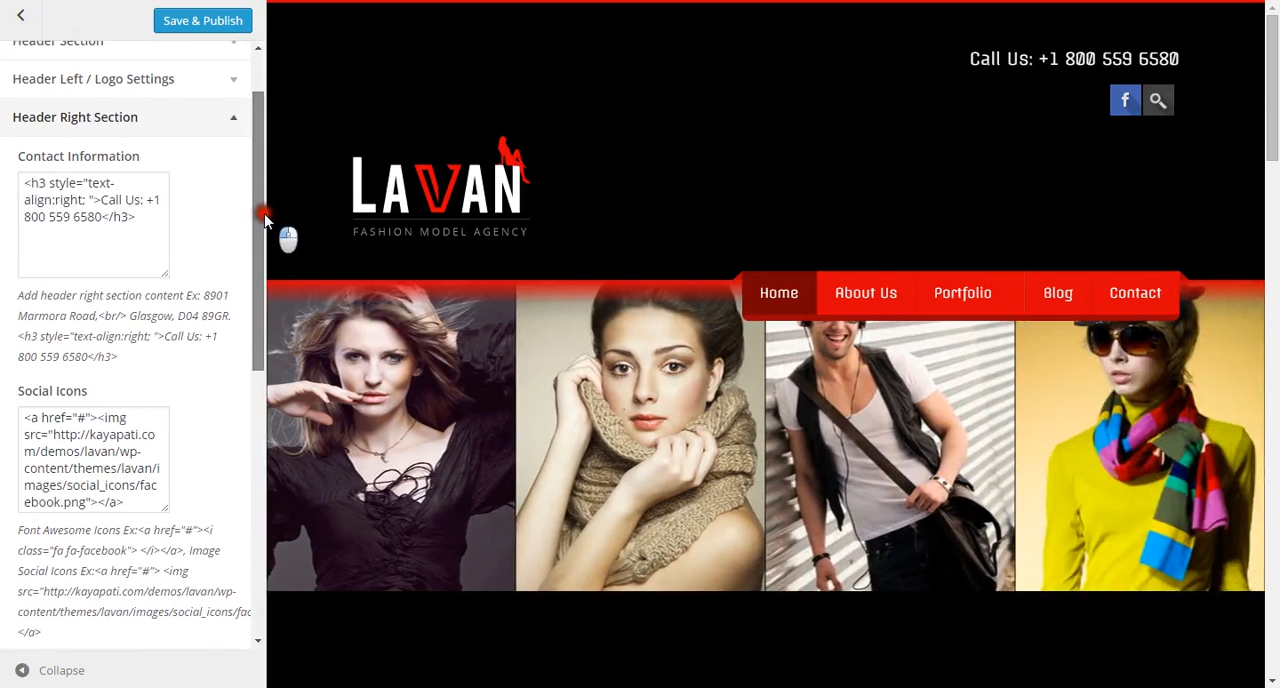 Save & Publish
Header Section
Header Left / Logo Settings
Header Right Section
Contact Information
<h3 style="text-
align:right; ">Call Us: +1
800 559 6580</h3>
Add header right section content Ex: 8901
Marmora Road,<br/> Glasgow, D04 89GR.
<h3 style="text-align:right; ">Call Us: +1
800 559 6580</h3>
Social Icons
<a href="#"><img
src="http://kayapati.co
m/demos/lavan/wp-
content/themes/lavan/i
mages/social_icons/fac
ebook.png"></a>
Font Awesome Icons Ex:<a href="#"><i
class="fa fa-facebook"> </i></a>, Image
Social Icons Ex:<a href="#"> <img
src="http://kayapati.com/demos/lavan/wp-
content/themes/lavan/images/social_icons/fac
</a>
Collapse
Call Us: +1 800 559 6580
f
LAVAN
FASHION MODEL AGENCY
Home
About Us
Portfolio
Blog
Contact